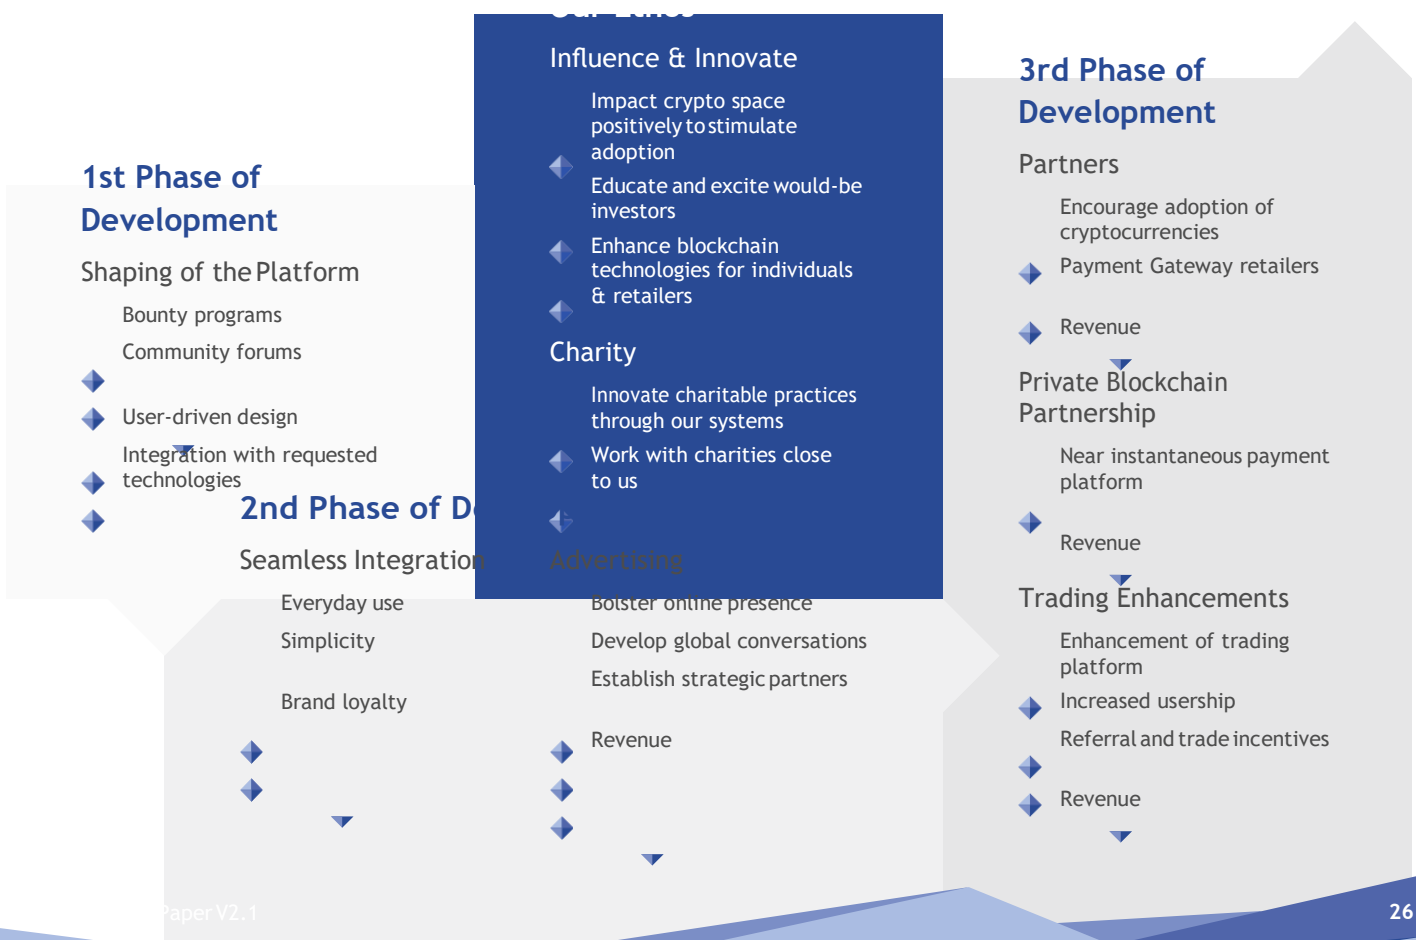 1st Phase of
Development
Shaping of the Platform
Bounty programs
Community forums
User-driven design
Integration with requested
technologies
2nd Phase of D
Seamless Integration
Everyday use
Simplicity
Brand loyalty
Our Ethos
Influence & Innovate
Impact crypto space
positively to stimulate
adoption
Educate and excite would-be
investors
Enhance blockchain
technologies for individuals
& retailers
Charity
Innovate charitable practices
through our systems
Work with charities close
to us
Advertising
Bolster online presence
Develop global conversations
Establish strategic partners
Revenue
3rd Phase of
Development
Partners
Encourage adoption of
cryptocurrencies
Payment Gateway retailers
Revenue
Private Blockchain
Partnership
Near instantaneous payment
platform
Revenue
Trading Enhancements
Enhancement of trading
platform
Increased usership
Referral and trade incentives
Revenue
Paper V2.1
26